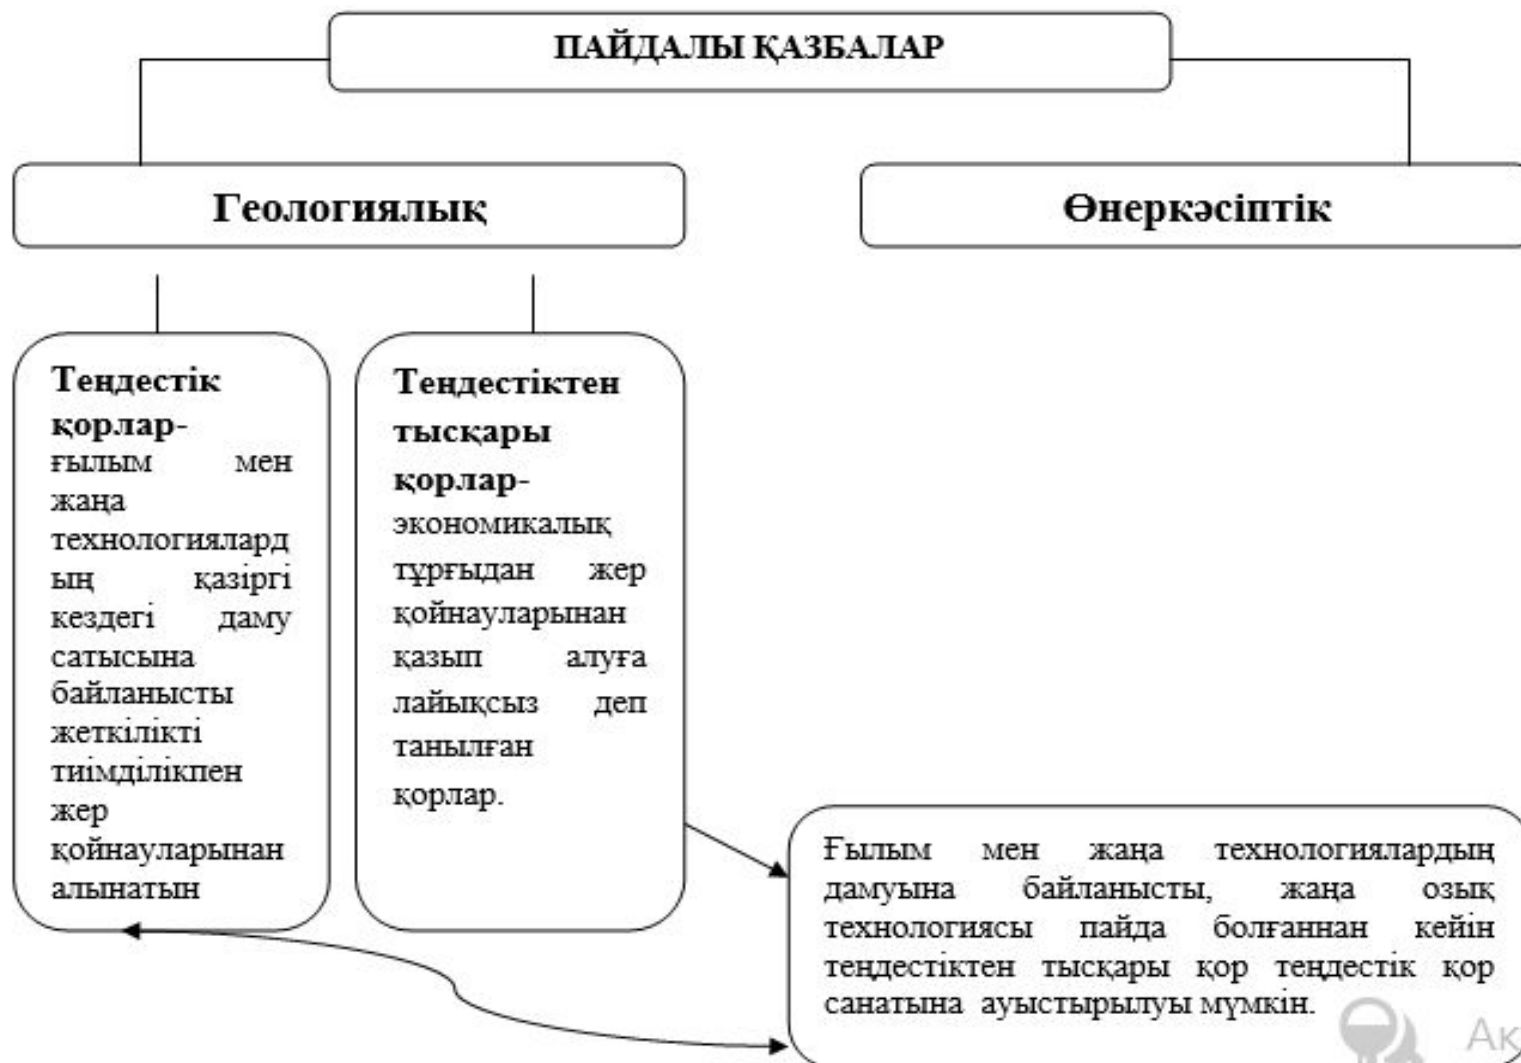 ПАЙДАЛЫ ҚАЗБАЛАР
Геологиялық
Өнеркәсіптік
Теңдестік
қорлар-
ғылым мен
жаңа
технологиялард
ың қазіргі
кездегі даму
сатысына
байланысты
жеткілікті
тиімділікпен
жер
қойнауларынан
алынатын
Теңдестіктен
тысқары
қорлар-
экономикалық
тұрғыдан жер
қойнауларынан
қазып алуға
лайықсыз деп
танылған
қорлар.
Ғылым мен жаңа технологиялардың
дамуына байланысты, жаңа озық
технологиясы пайда болғаннан кейін
теңдестіктен тысқары қор теңдестік қор
санатына ауыстырылуы мүмкін.